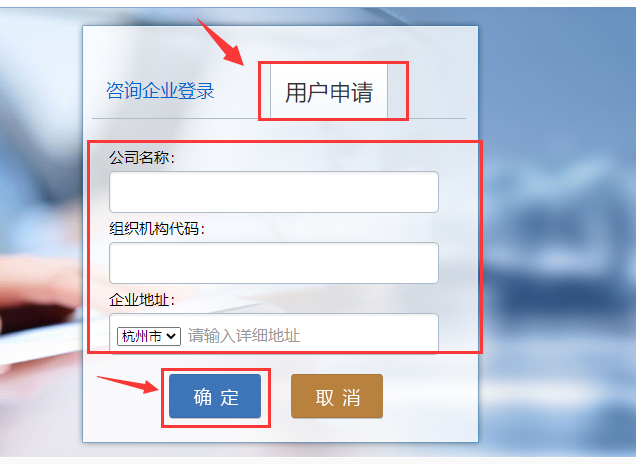 咨询企业登录 用户申请
公司名称：
组织机构代码：
企业地址：
杭州市 请输入详细地址
确 定 取 消